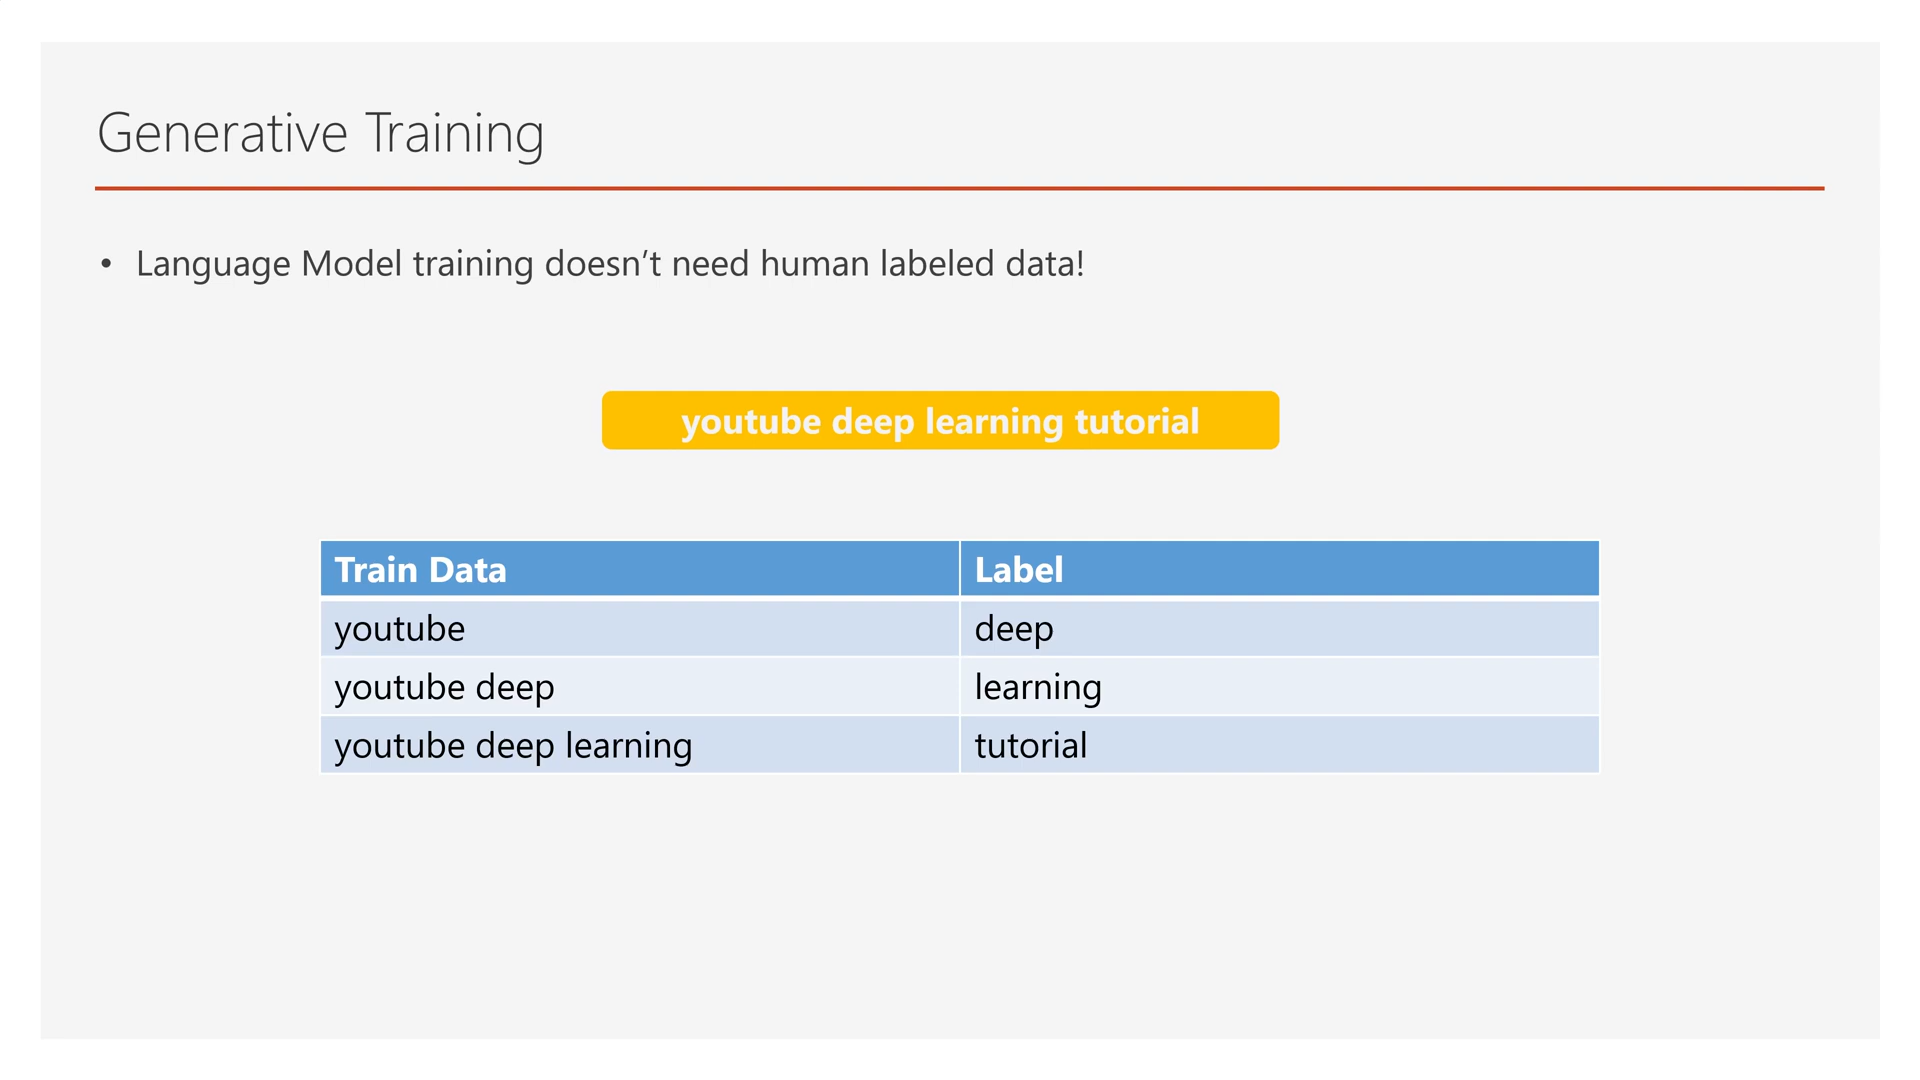 Generative Training
• Language Model training doesn’t need human labeled data!
youtube deep learning tutorial
Train Data Label
youtube deep
youtube deep learning
youtube deep learning tutorial